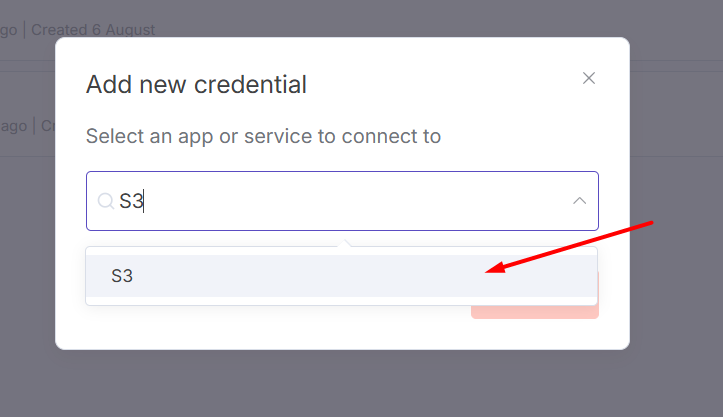 ago | Created 6 August
Add new credential
ago | Cr
Select an app or service to connect to
S3
S3